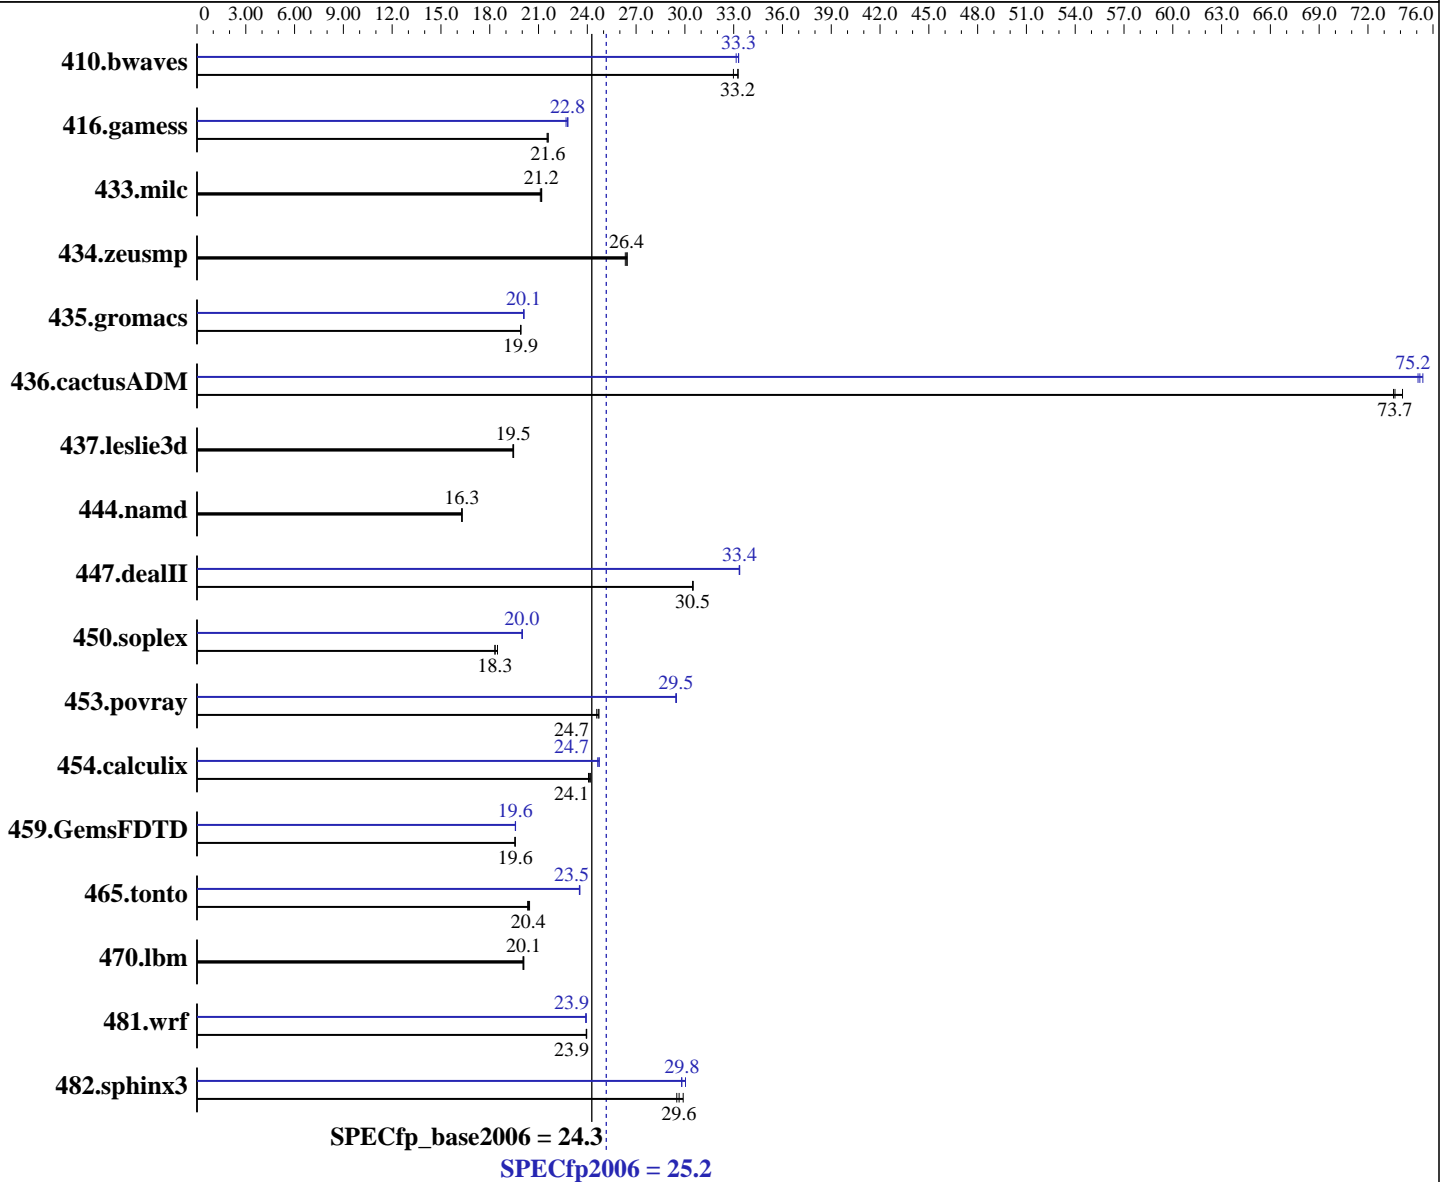 0 3.00 6.00 9.00 12.0 15.0 18.0 21.0 24.0 27.0 30.0 33.0 36.0 39.0 42.0 45.0 48.0 51.0 54.0 57.0 60.0 63.0 66.0 69.0 72.0 76.0
33.3
410.bwaves
33.2
22.8
416.gamess
21.6
21.2
433.milc
26.4
434.zeusmp
20.1
435.gromacs
19.9
75.2
436.cactusADM
73.7
19.5
437.leslie3d
16.3
444.namd
33.4
447.dealII
30.5
20.0
450.soplex
18.3
29.5
453.povray
24.7
24.7
454.calculix
24.1
19.6
459.GemsFDTD
19.6
23.5
465.tonto
20.4
20.1
470.lbm
23.9
481.wrf
23.9
29.8
482.sphinx3
29.6
SPECfp_base2006 = 24.3
SPECfp2006 = 25.2